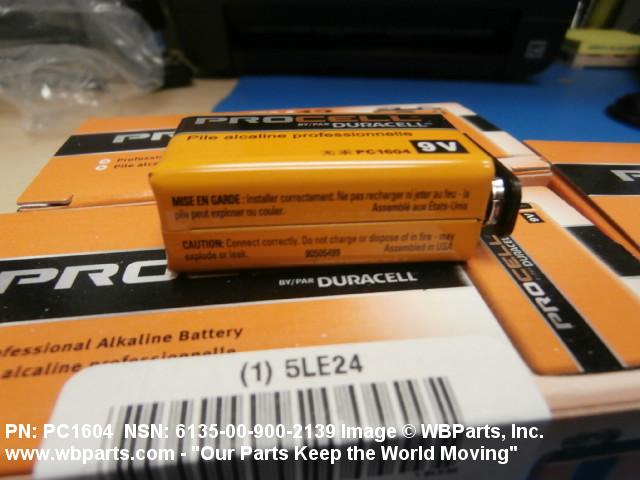 PROCELL
BY/PAR DURACELL
Pile alcaline professionnelle
PC1604 9V
MISE EN GARDE : Installer correctement. Ne pas recharger ni jeter au feu - la
pile peut exploser ou couler. Assemblé aux États-Unis
CAUTION: Connect correctly. Do not charge or dispose of in fire - may
explode or leak. 90505499 Assembled in USA
PRO
BY/PAR DURACELL
ofessional Alkaline Battery
alcaline professionnelle
PROCELL
DURACELL
9V
(1) 5LE24
PN: PC1604 NSN: 6135-00-900-2139 Image © WBParts, Inc.
www.wbparts.com - "Our Parts Keep the World Moving"